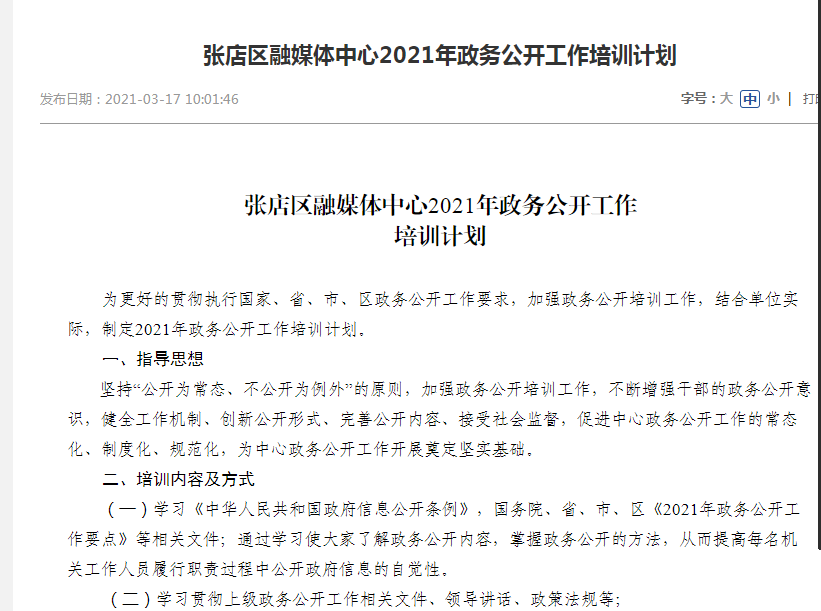 张店区融媒体中心2021年政务公开工作培训计划
发布日期：2021-03-17 10:01:46 字号：大 中 小 | 打
张店区融媒体中心2021年政务公开工作
培训计划
为更好的贯彻执行国家、省、市、区政务公开工作要求，加强政务公开培训工作，结合单位实
际，制定2021年政务公开工作培训计划。
一、指导思想
坚持“公开为常态、不公开为例外”的原则，加强政务公开培训工作，不断增强干部的政务公开意
识，健全工作机制、创新公开形式、完善公开内容、接受社会监督，促进中心政务公开工作的常态
化、制度化、规范化，为中心政务公开工作开展奠定坚实基础。
二、培训内容及方式
（一）学习《中华人民共和国政府信息公开条例》，国务院、省、市、区《2021年政务公开工
作要点》等相关文件；通过学习使大家了解政务公开内容，掌握政务公开的方法，从而提高每名机
关工作人员履行职责过程中公开政府信息的自觉性。
（二）学习贯彻上级政务公开工作相关文件、领导讲话、政策法规等；